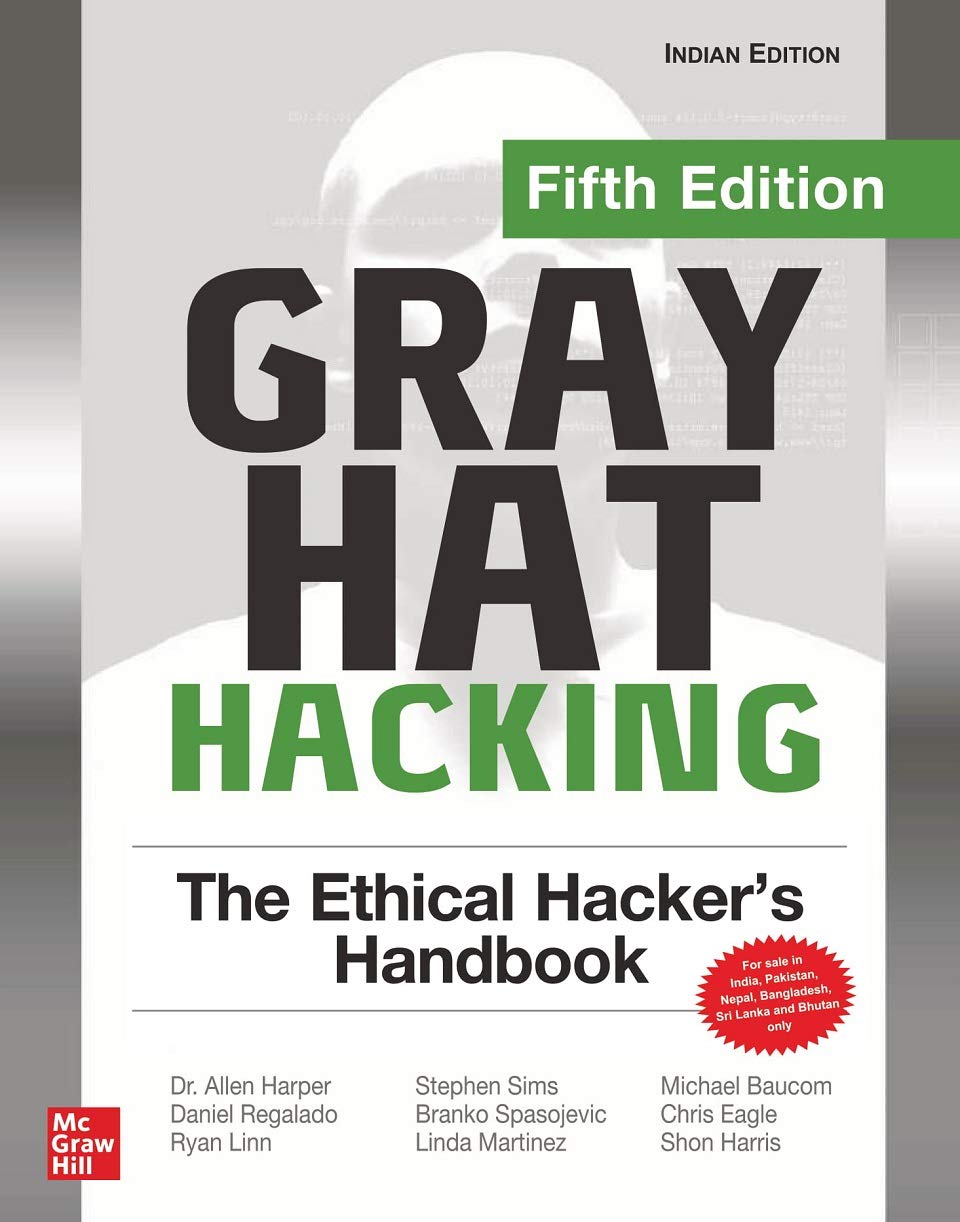 INDIAN EDITION
Fifth Edition
GRAY
HAT
HACKING
The Ethical Hacker's
Handbook
For sale in
India, Pakistan,
Nepal, Bangladesh,
Sri Lanka and Bhutan
only
Dr. Allen Harper
Daniel Regalado
Ryan Linn
Stephen Sims
Branko Spasojevic
Linda Martinez
Michael Baucom
Chris Eagle
Shon Harris
Mc
Graw
Hill